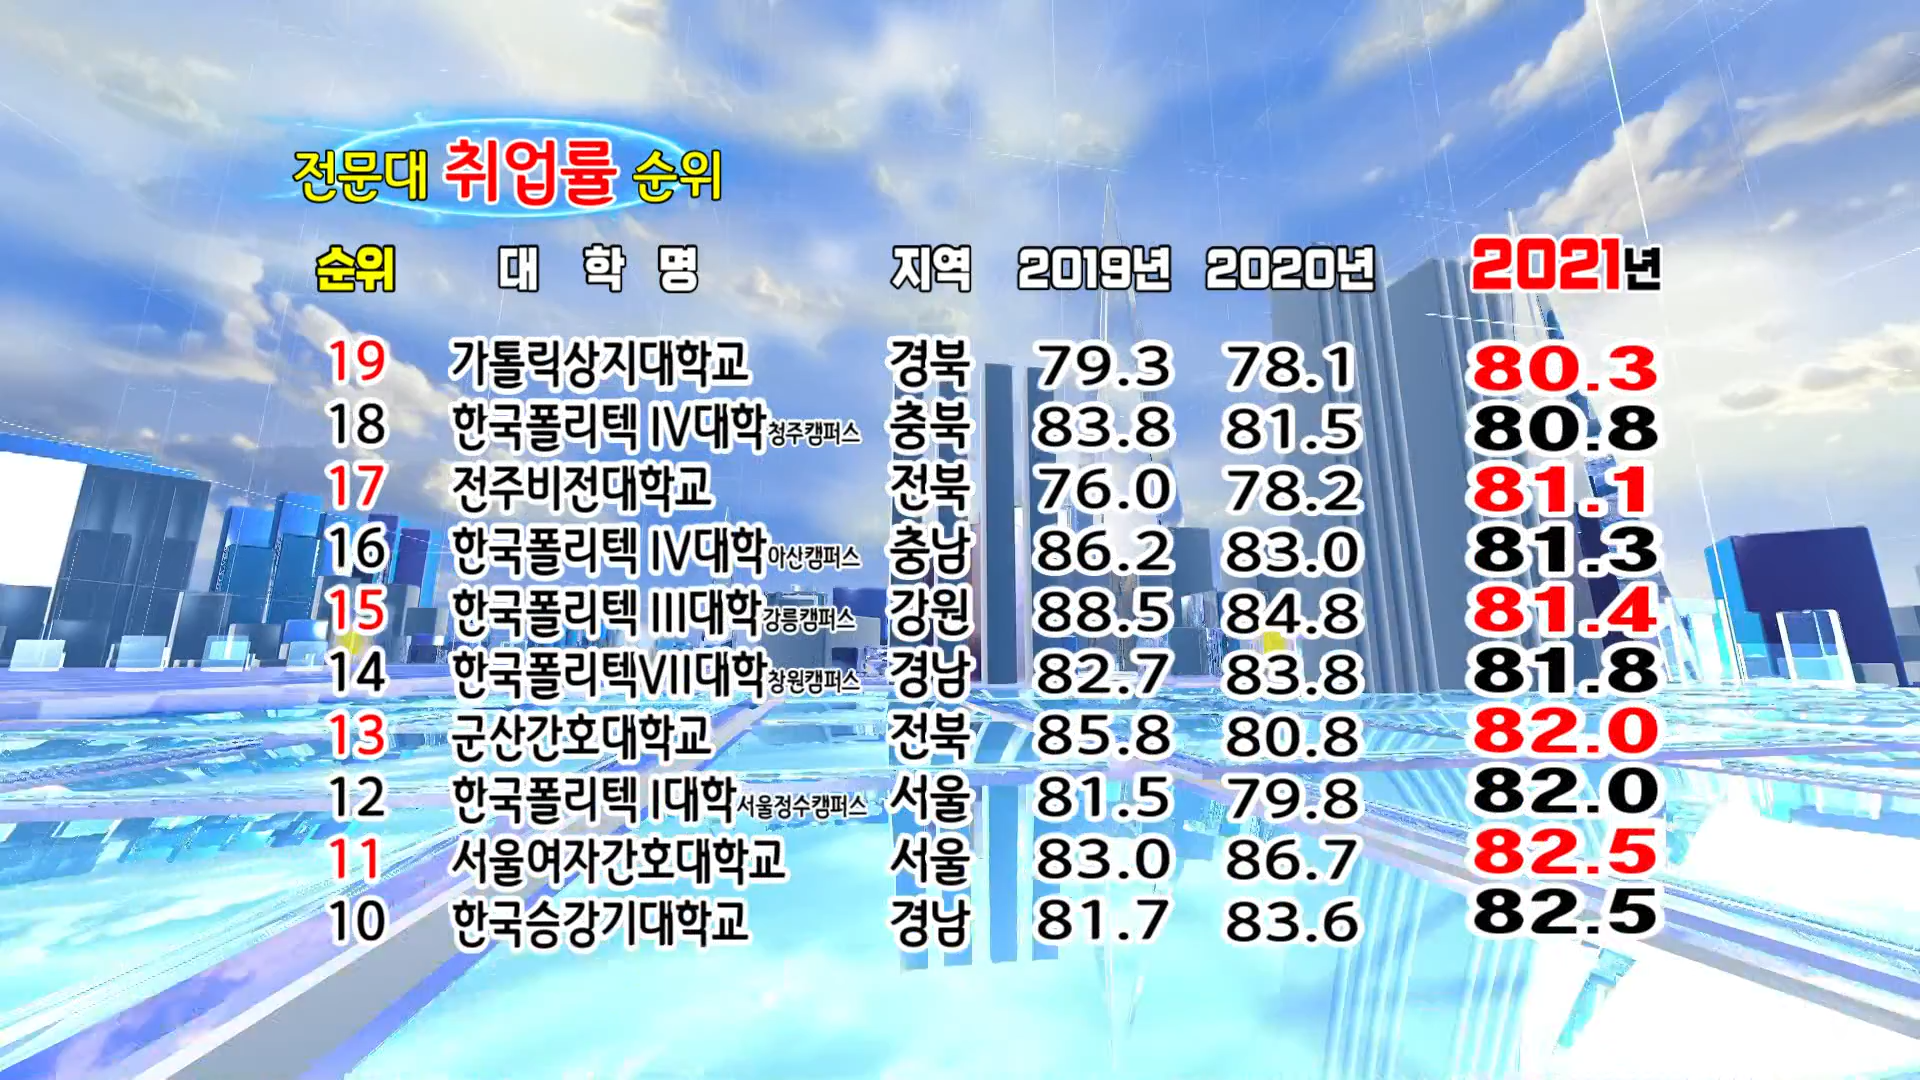 전문대 취업률 순위
순위 대 학 명 지역 2019년 2020년 2021년
19 가톨릭상지대학교 경북 79.3 78.1 80.3
18 한국폴리텍 IV대학청주캠퍼스 충북 83.8 81.5 80.8
17 전주비전대학교 전북 76.0 78.2 81.1
16 한국폴리텍 IV대학아산캠퍼스 충남 86.2 83.0 81.3
15 한국폴리텍 III대학강릉캠퍼스 강원 88.5 84.8 81.4
14 한국폴리텍VII대학창원캠퍼스 경남 82.7 83.8 81.8
13 군산간호대학교 전북 85.8 80.8 82.0
12 한국폴리텍 I대학서울정수캠퍼스 서울 81.5 79.8 82.0
11 서울여자간호대학교 서울 83.0 86.7 82.5
10 한국승강기대학교 경남 81.7 83.6 82.5